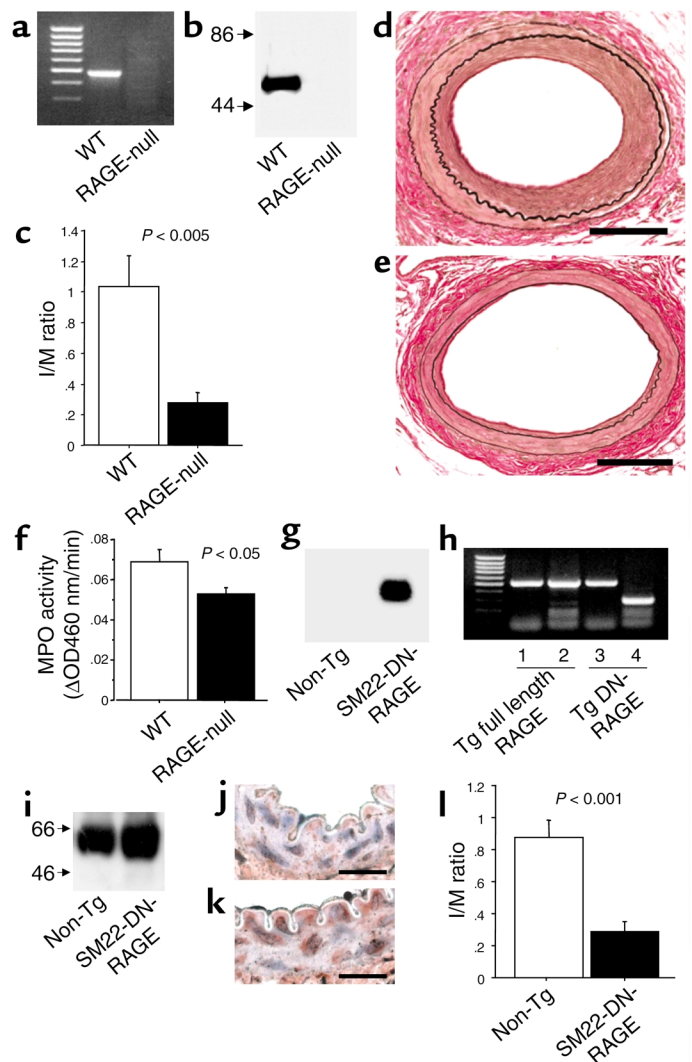 a
WT
RAGE-null
b
86
44
WT
RAGE-null
c
I/M ratio
1.4
1.2
1
.8
.6
.4
.2
0
P < 0.005
WT
RAGE-null
d
e
f
MPO activity
(ΔOD460 nm/min)
.08
.06
.04
.02
0
P < 0.05
WT
RAGE-null
g
Non-Tg
SM22-DN-
RAGE
h
1 2 3 4
Tg full length
RAGE
Tg DN-
RAGE
i
66
46
Non-Tg
SM22-DN-
RAGE
j
k
l
I/M ratio
1.2
1
.8
.6
.4
.2
0
P < 0.001
Non-Tg
SM22-DN-
RAGE